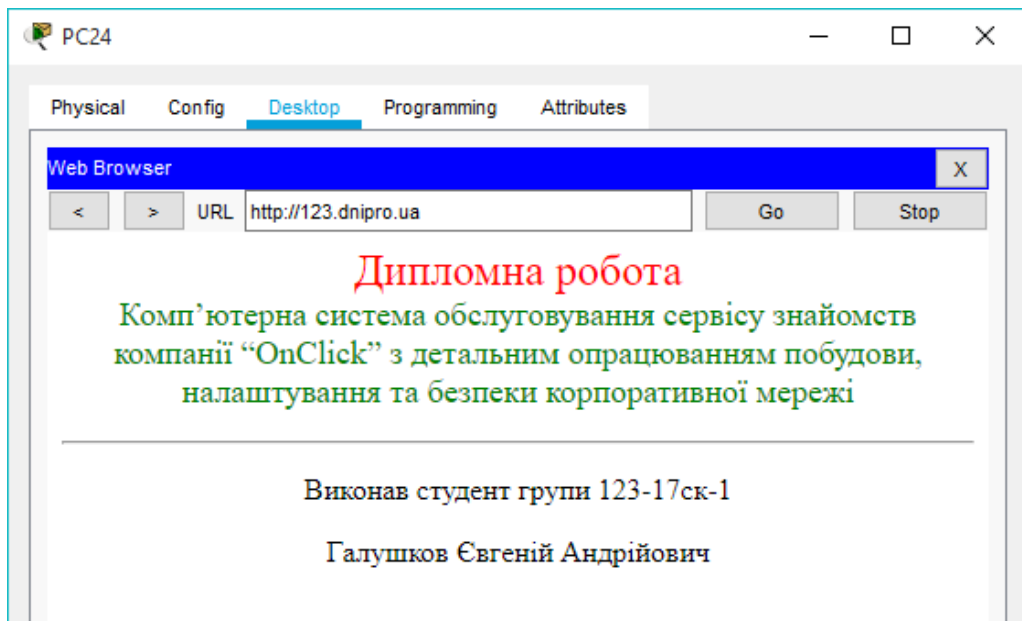 PC24
Physical Config Desktop Programming Attributes
Web Browser X
< > URL http://123.dnipro.ua Go Stop
Дипломна робота
Комп’ютерна система обслуговування сервісу знайомств
компанії “OnClick” з детальним опрацюванням побудови,
налаштування та безпеки корпоративної мережі
Виконав студент групи 123-17ск-1
Галушков Євгеній Андрійович